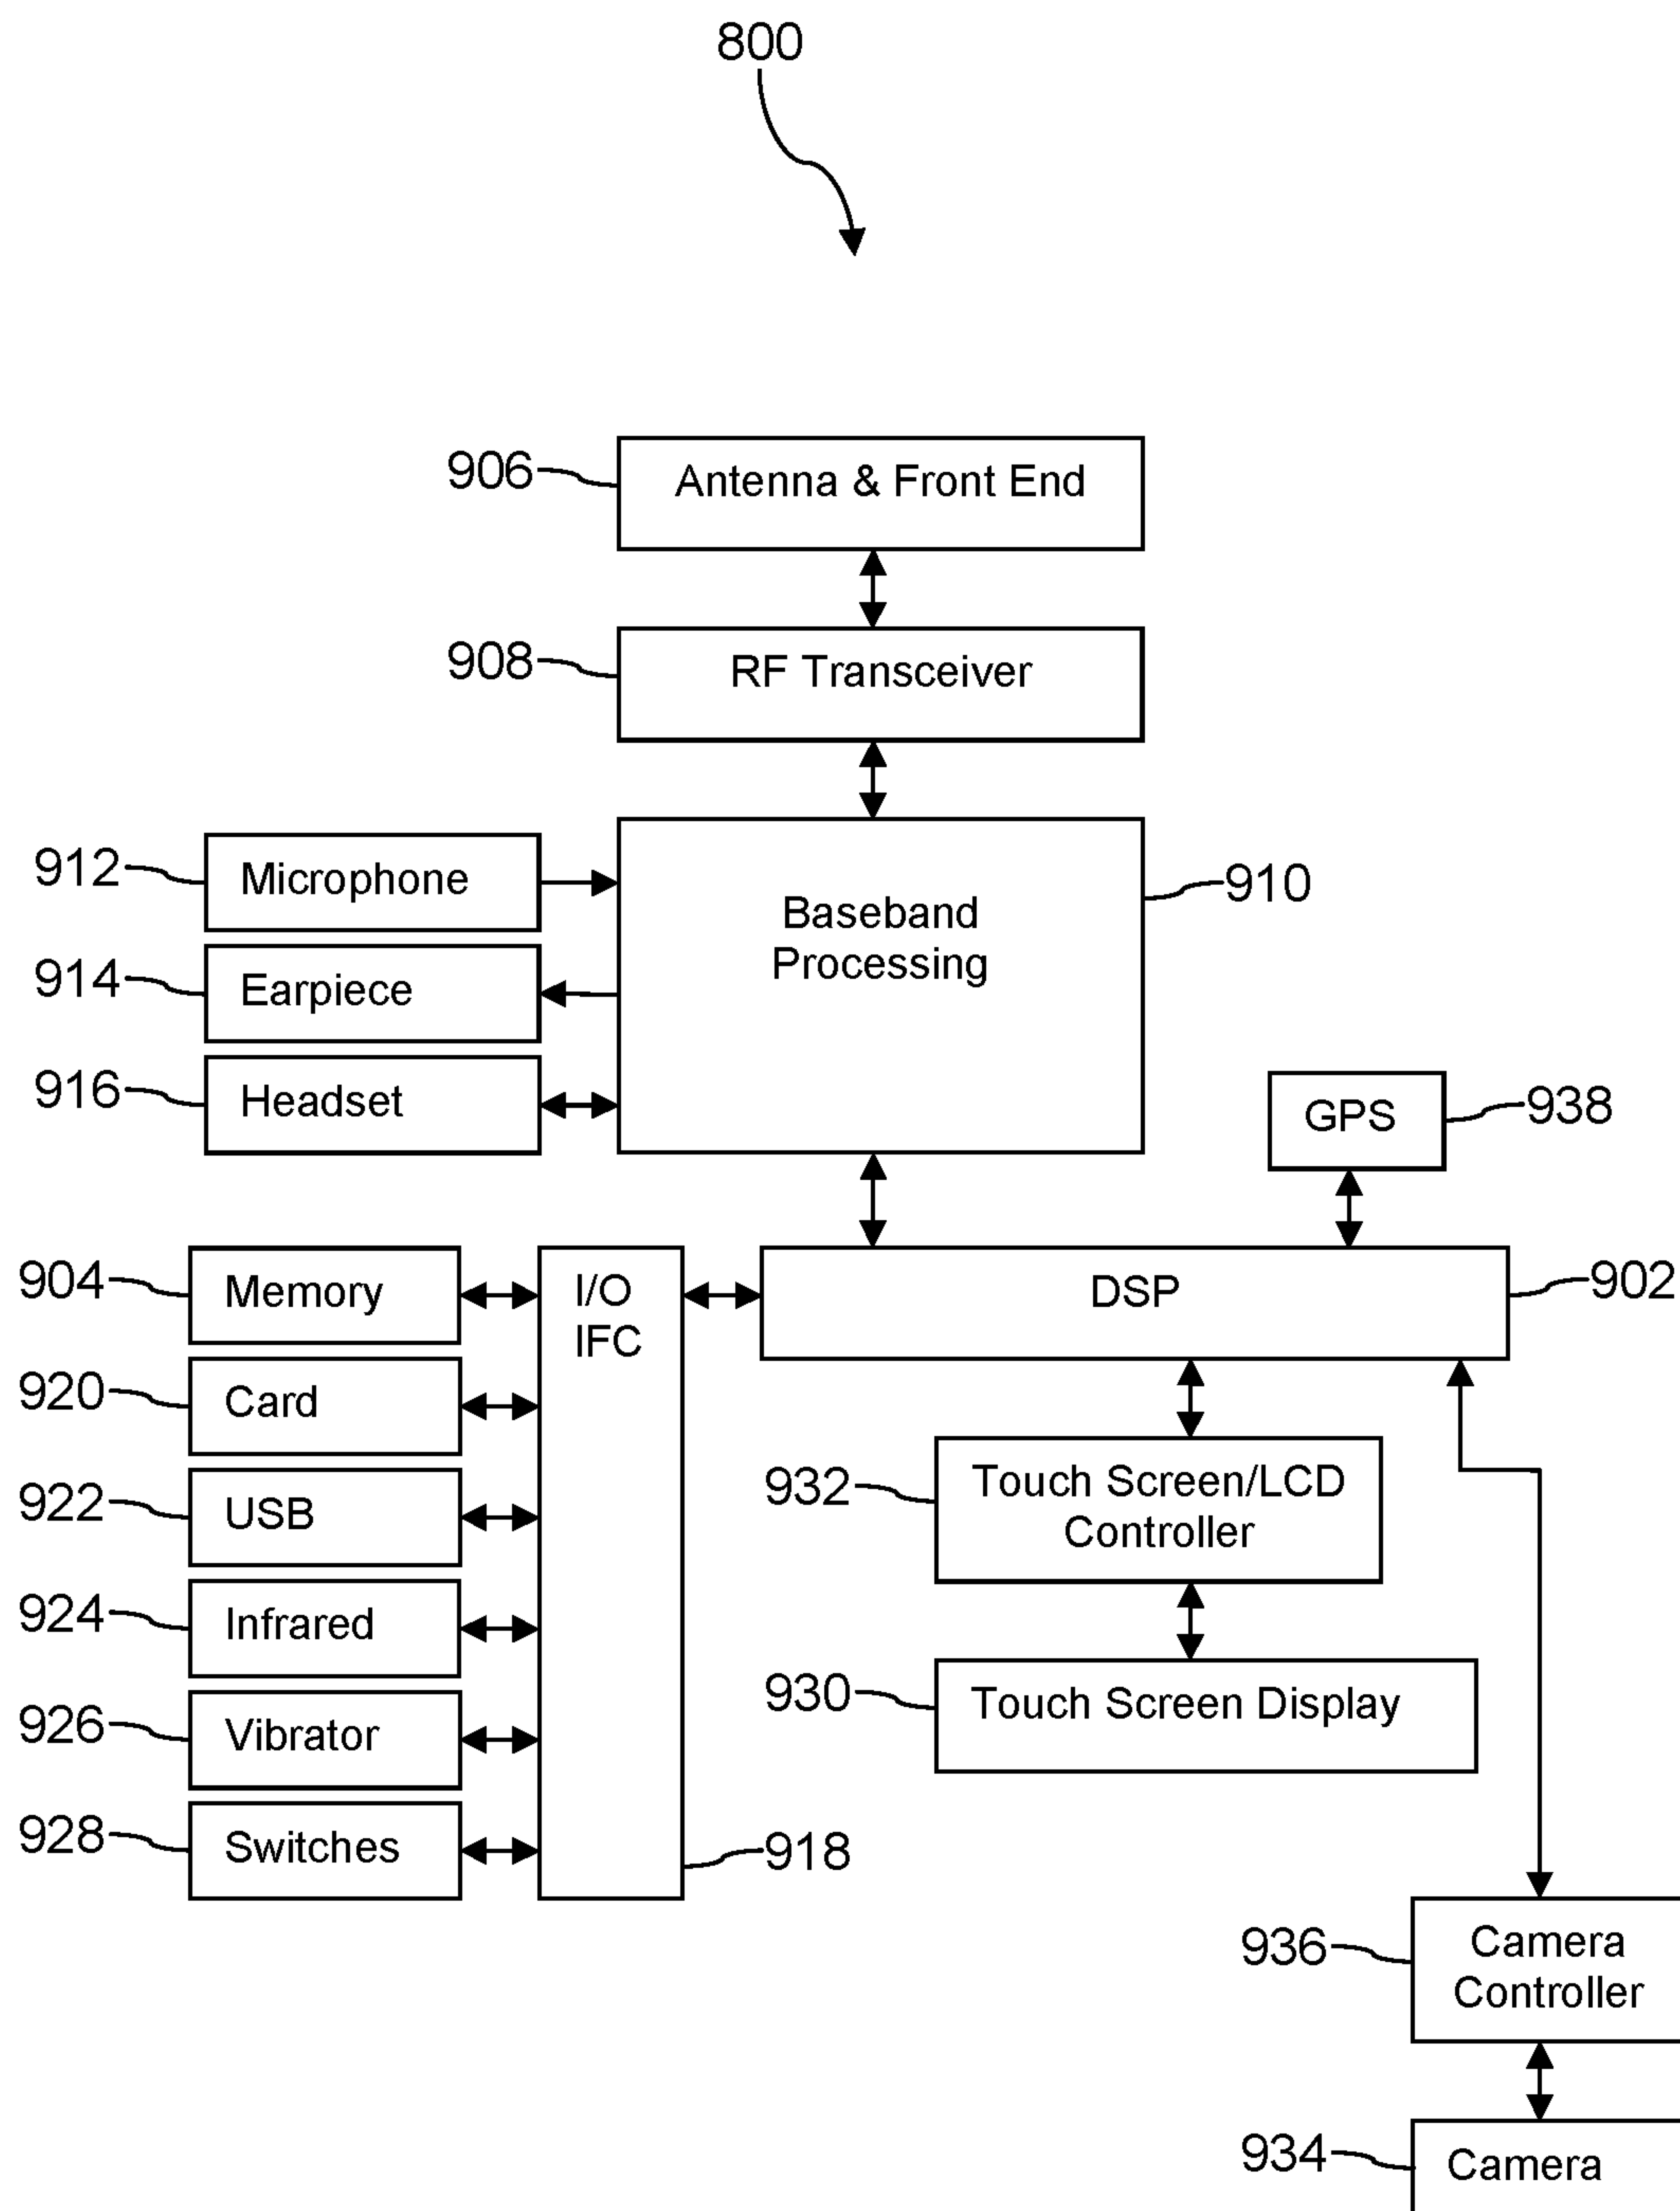 800
906
Antenna & Front End
908
RF Transceiver
912
Microphone
Baseband
Processing
910
914
Earpiece
916
Headset
GPS
938
904
Memory
I/O
IFC
DSP
902
920
Card
922
USB
932
Touch Screen/LCD
Controller
924
Infrared
930
Touch Screen Display
926
Vibrator
928
Switches
918
936
Camera
Controller
934
Camera